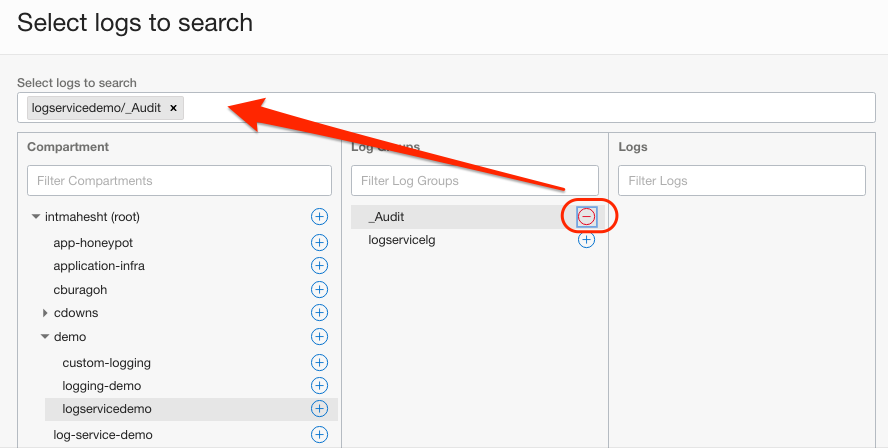 Select logs to search
Select logs to search
logservicedemo/_Audit ×
Compartment
Filter Compartments
intmahesht (root)
app-honeypot
application-infra
cburagoh
cdowns
demo
custom-logging
logging-demo
logservicedemo
log-service-demo
Log Groups
Filter Log Groups
_Audit
logservicelg
Logs
Filter Logs